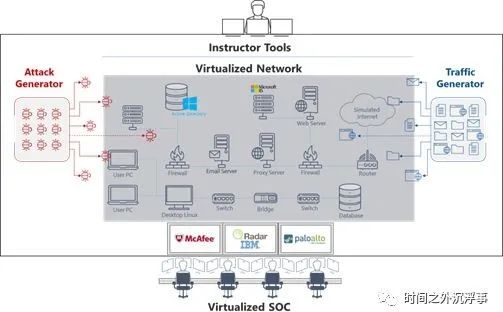 Instructor Tools
Attack
Generator
Virtualized Network
Traffic
Generator
Active Directory
Microsoft
IIS
Web Server
Simulated
Internet
User PC
Firewall
Email Server
Proxy Server
Firewall
Router
User PC
Desktop Linux
Switch
Bridge
Switch
Database
McAfee
Radar
IBM
paloalto
Virtualized SOC
时间之外沉浮事